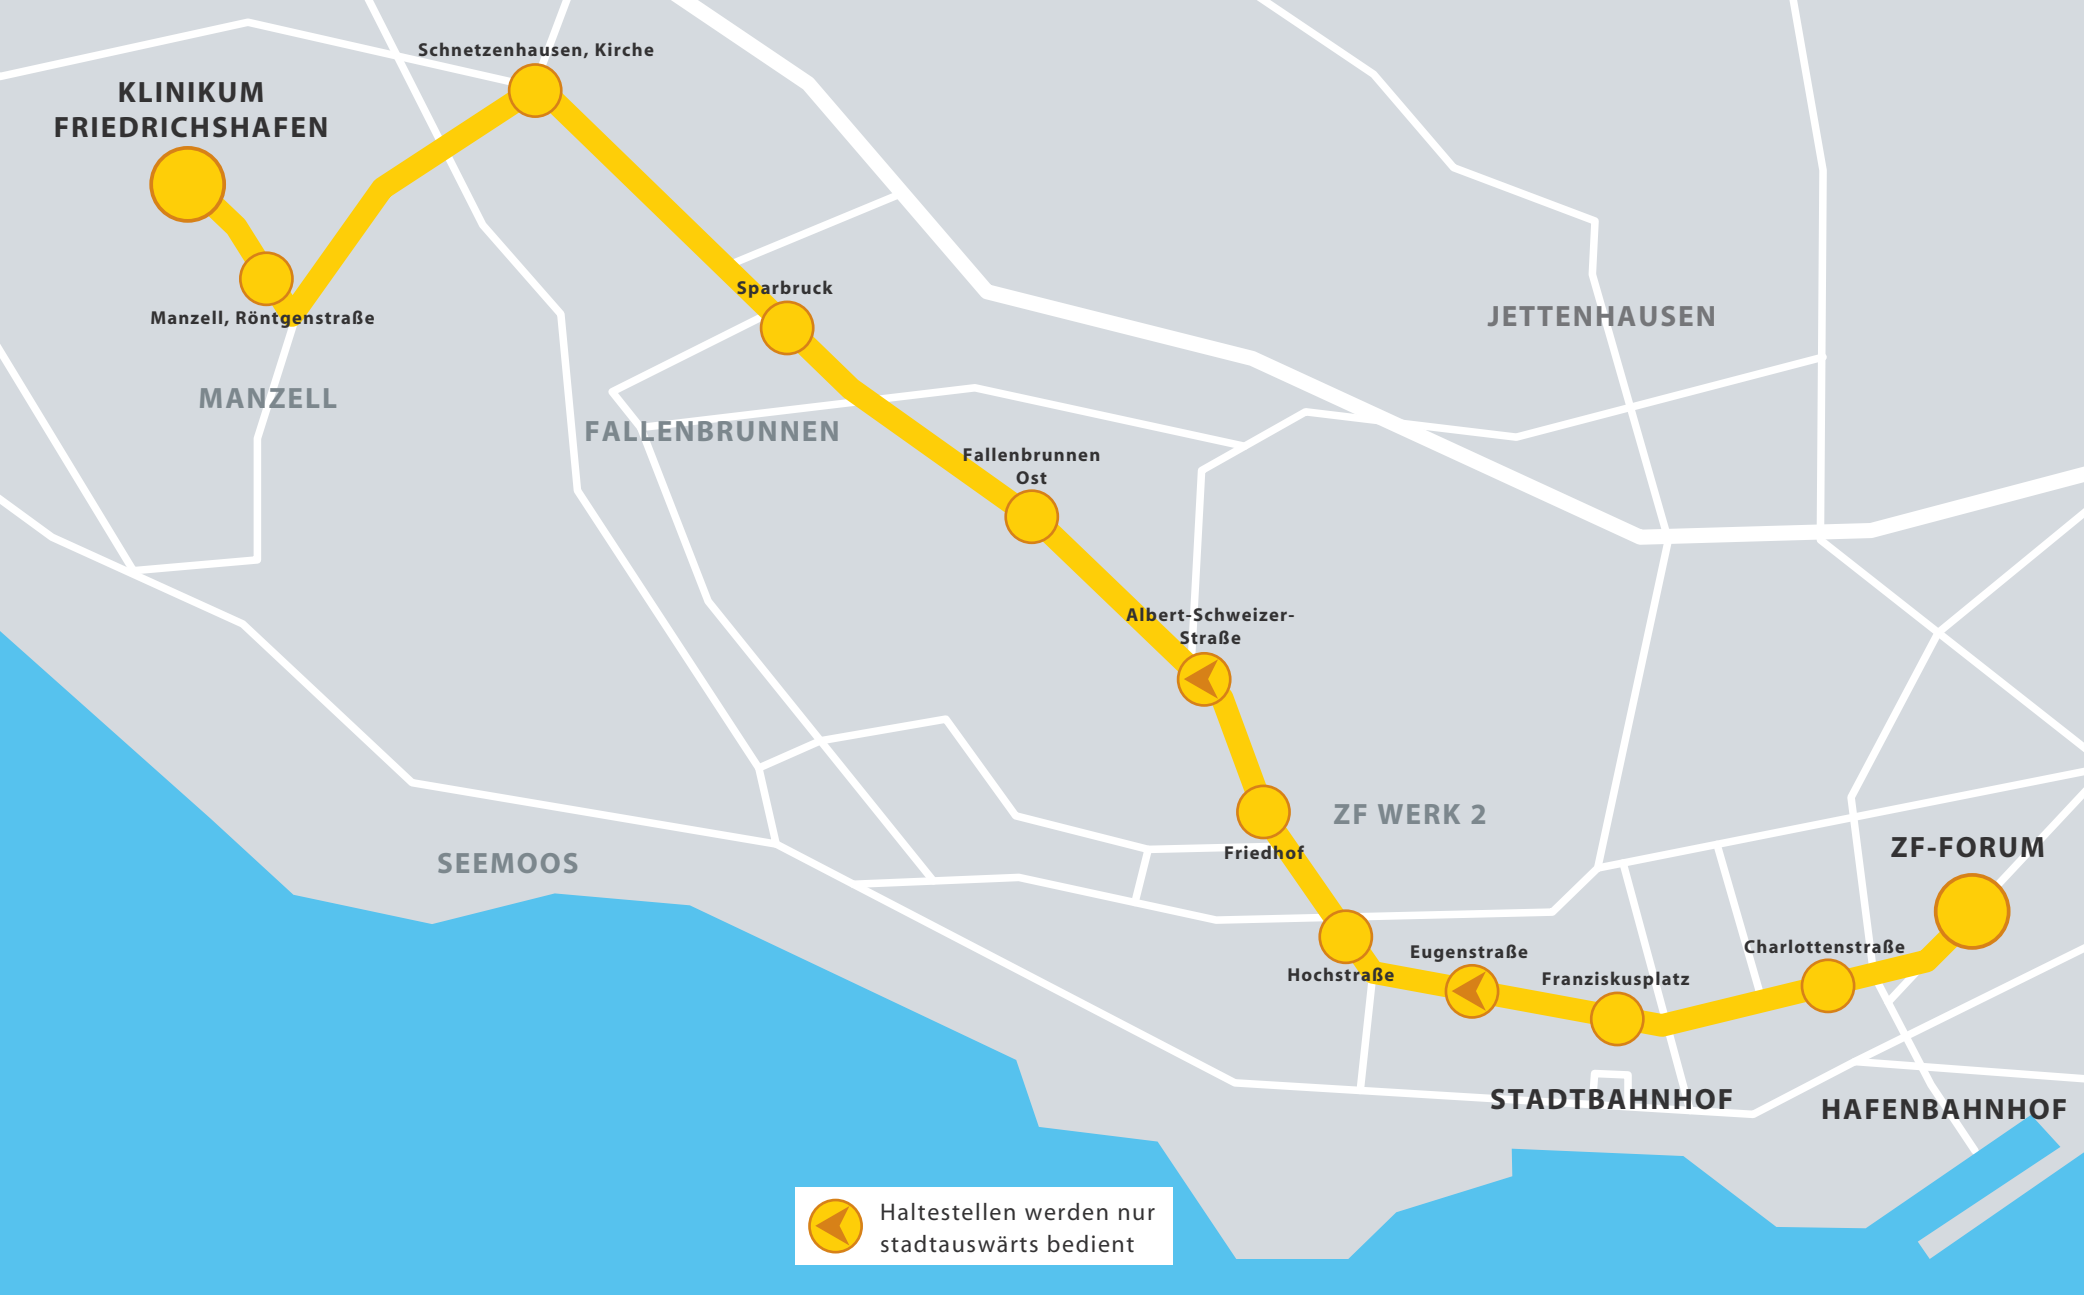 Schnetzenhausen, Kirche
KLINIKUM
FRIEDRICHSHAFEN
Sparbruck
Manzell, Röntgenstraße
JETTENHAUSEN
MANZELL
FALLENBRUNNEN
Fallenbrunnen
Ost
Albert-Schweizer-
Straße
ZF WERK 2
Friedhof
ZF-FORUM
SEEMOOS
Eugenstraße
Charlottenstraße
Hochstraße
Franziskusplatz
STADTBAHNHOF
HAFENBAHNHOF
Haltestellen werden nur
stadtauswärts bedient